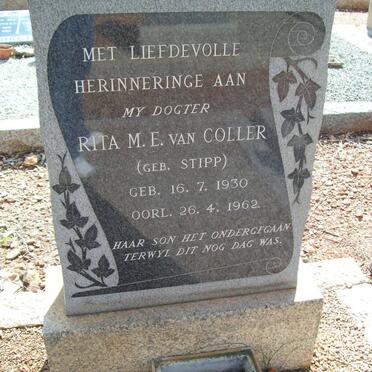 MET LIEFDEVOLLE
HERINNERINGE AAN
MY DOGTER
RITA M. E. VAN COLLER
(GEB. STIPP)
GEB. 16. 7. 1930
OORL. 26. 4. 1962.
HAAR SON HET ONDERGEGAAN
TERWYL DIT NOG DAG WAS.